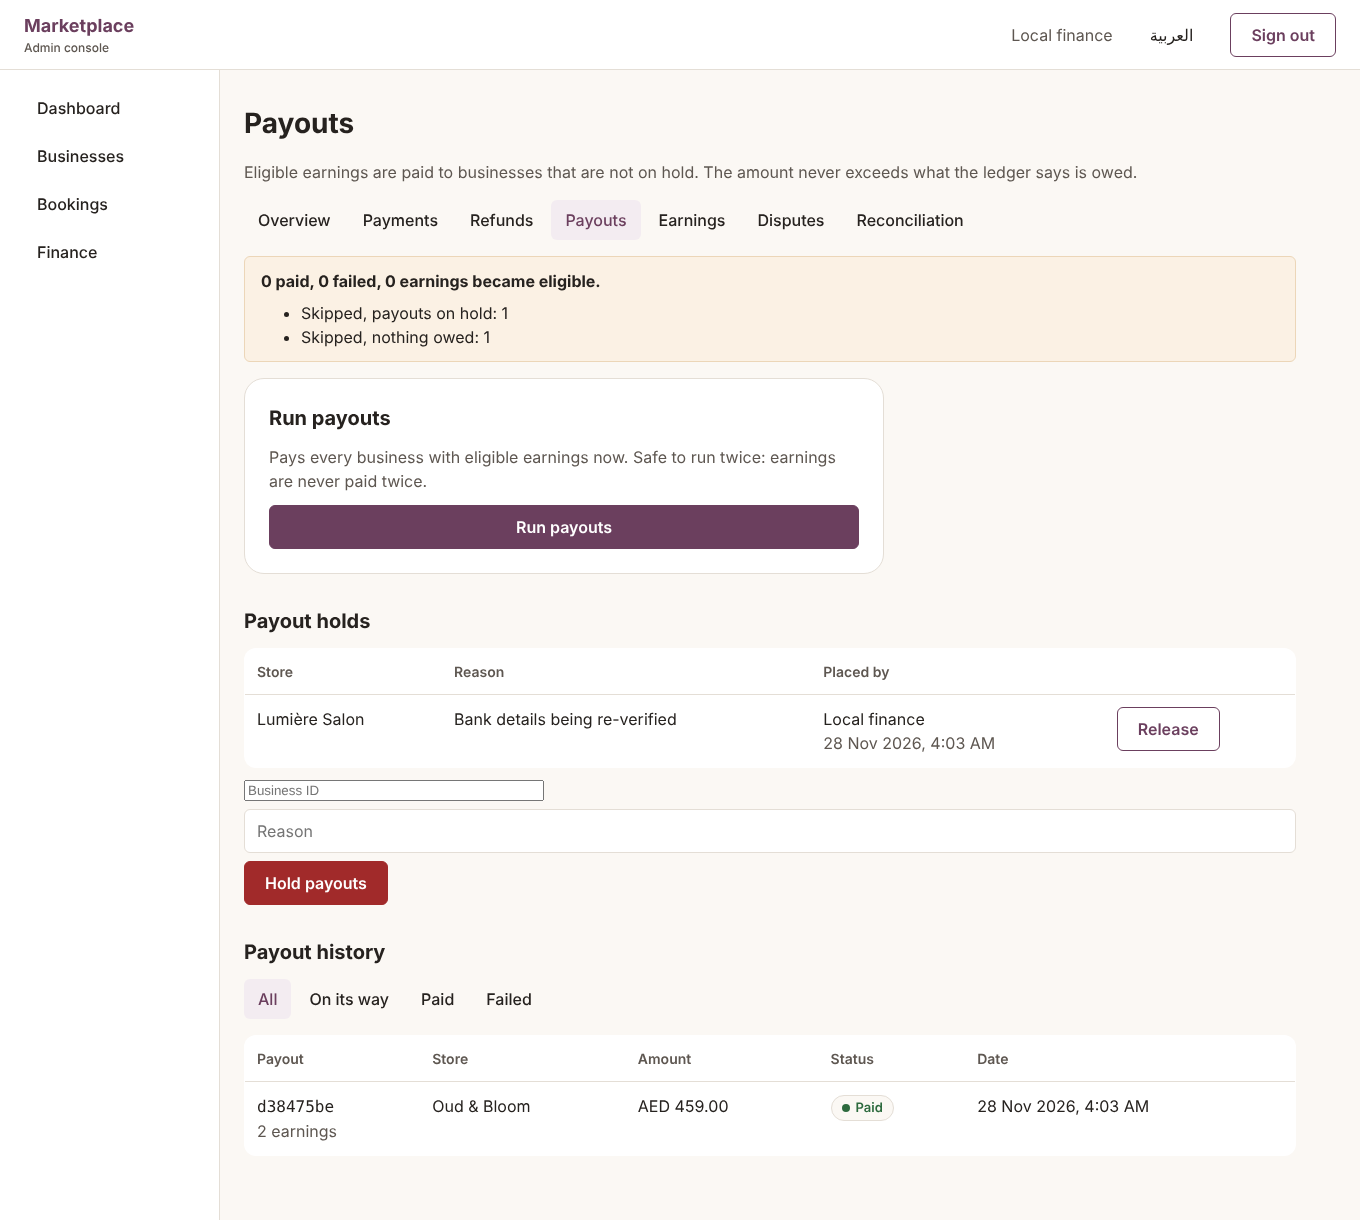 Marketplace
Admin console
Local finance
العربية
Sign out
Dashboard
Businesses
Bookings
Finance
Payouts
Eligible earnings are paid to businesses that are not on hold. The amount never exceeds what the ledger says is owed.
Overview Payments Refunds Payouts Earnings Disputes Reconciliation
0 paid, 0 failed, 0 earnings became eligible.
• Skipped, payouts on hold: 1
• Skipped, nothing owed: 1
Run payouts
Pays every business with eligible earnings now. Safe to run twice: earnings
are never paid twice.
Run payouts
Payout holds
Store Reason Placed by
Lumière Salon Bank details being re-verified Local finance
28 Nov 2026, 4:03 AM
Release
Business ID
Reason
Hold payouts
Payout history
All On its way Paid Failed
Payout Store Amount Status Date
d38475be Oud & Bloom AED 459.00 Paid 28 Nov 2026, 4:03 AM
2 earnings